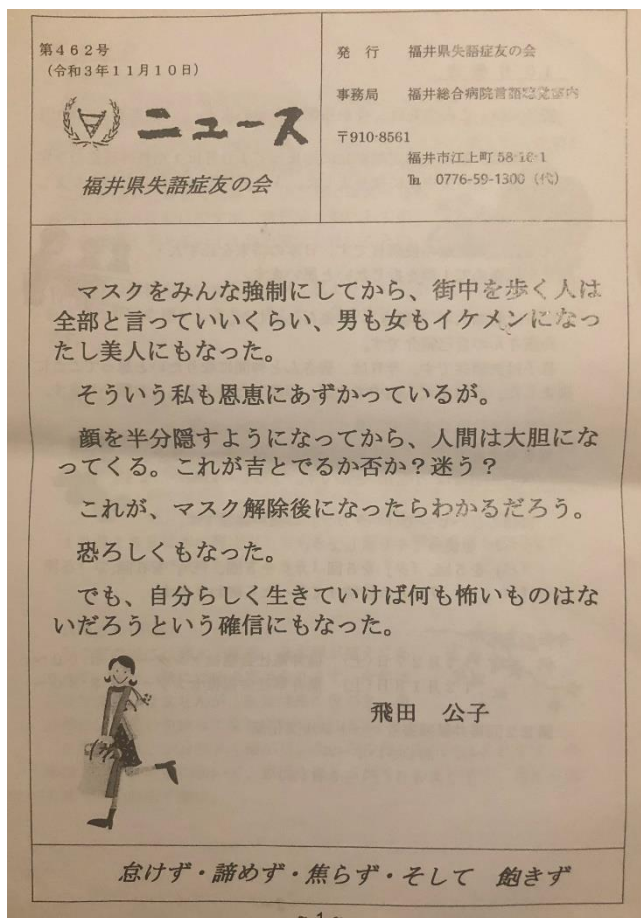 第462号
(令和3年11月10日)
ニュース
福井県失語症友の会
発 行 福井県失語症友の会
事務局 福井総合病院言語聴覚室内
〒910-8561
福井市江上町 58-16-1
℡ 0776-59-1300(代)
マスクをみんな強制にしてから、街中を歩く人は
全部と言っていいくらい、男も女もイケメンになっ
たし美人にもなった。
そういう私も恩恵にあずかっているが。
顔を半分隠すようになってから、人間は大胆にな
ってくる。これが吉とでるか否か?迷う?
これが、マスク解除後になったらわかるだろう。
恐ろしくもなった。
でも、自分らしく生きていけば何も怖いものはな
いだろうという確信にもなった。
飛田 公子
怠けず・諦めず・焦らず・そして 飽きず
~1~